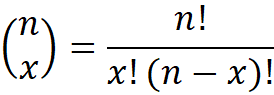 (n x) = n! / x! (n − x)!